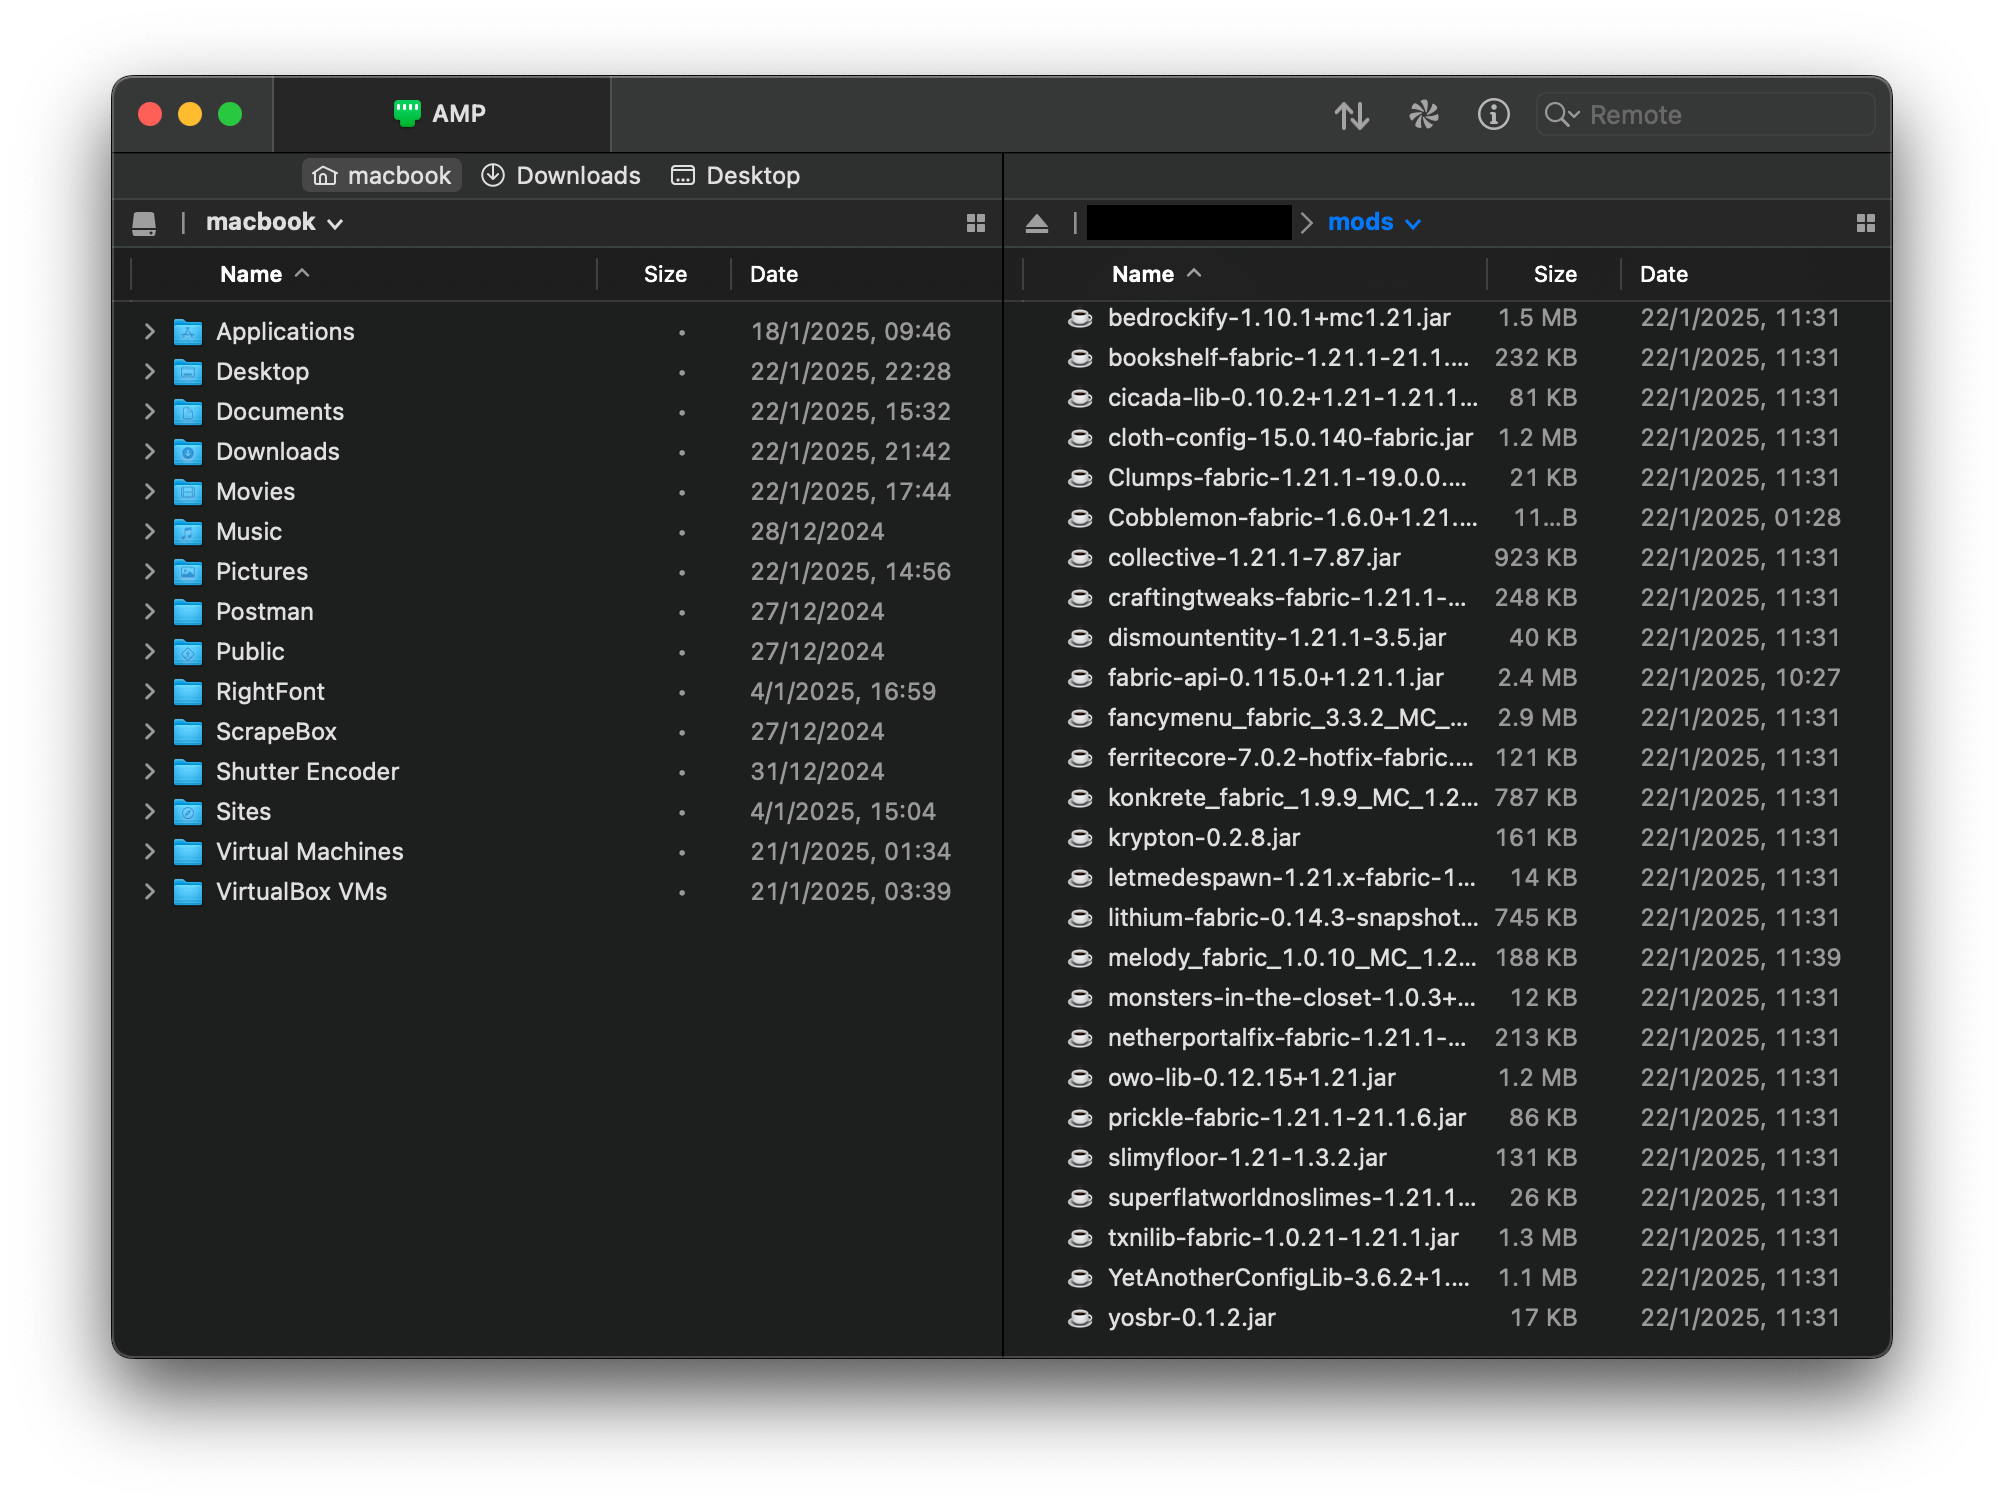 AMP
Remote
macbook Downloads Desktop
| macbook
| mods
Name Size Date
Applications • 18/1/2025, 09:46
Desktop • 22/1/2025, 22:28
Documents • 22/1/2025, 15:32
Downloads • 22/1/2025, 21:42
Movies • 22/1/2025, 17:44
Music • 28/12/2024
Pictures • 22/1/2025, 14:56
Postman • 27/12/2024
Public • 27/12/2024
RightFont • 4/1/2025, 16:59
ScrapeBox • 27/12/2024
Shutter Encoder • 31/12/2024
Sites • 4/1/2025, 15:04
Virtual Machines • 21/1/2025, 01:34
VirtualBox VMs • 21/1/2025, 03:39
Name Size Date
bedrockify-1.10.1+mc1.21.jar 1.5 MB 22/1/2025, 11:31
bookshelf-fabric-1.21.1-21.1.... 232 KB 22/1/2025, 11:31
cicada-lib-0.10.2+1.21-1.21.1... 81 KB 22/1/2025, 11:31
cloth-config-15.0.140-fabric.jar 1.2 MB 22/1/2025, 11:31
Clumps-fabric-1.21.1-19.0.0.... 21 KB 22/1/2025, 11:31
Cobblemon-fabric-1.6.0+1.21.... 11...B 22/1/2025, 01:28
collective-1.21.1-7.87.jar 923 KB 22/1/2025, 11:31
craftingtweaks-fabric-1.21.1-... 248 KB 22/1/2025, 11:31
dismountentity-1.21.1-3.5.jar 40 KB 22/1/2025, 11:31
fabric-api-0.115.0+1.21.1.jar 2.4 MB 22/1/2025, 10:27
fancymenu_fabric_3.3.2_MC_... 2.9 MB 22/1/2025, 11:31
ferritecore-7.0.2-hotfix-fabric.... 121 KB 22/1/2025, 11:31
konkrete_fabric_1.9.9_MC_1.2... 787 KB 22/1/2025, 11:31
krypton-0.2.8.jar 161 KB 22/1/2025, 11:31
letmedespawn-1.21.x-fabric-1... 14 KB 22/1/2025, 11:31
lithium-fabric-0.14.3-snapshot... 745 KB 22/1/2025, 11:31
melody_fabric_1.0.10_MC_1.2... 188 KB 22/1/2025, 11:39
monsters-in-the-closet-1.0.3+... 12 KB 22/1/2025, 11:31
netherportalfix-fabric-1.21.1-... 213 KB 22/1/2025, 11:31
owo-lib-0.12.15+1.21.jar 1.2 MB 22/1/2025, 11:31
prickle-fabric-1.21.1-21.1.6.jar 86 KB 22/1/2025, 11:31
slimyfloor-1.21-1.3.2.jar 131 KB 22/1/2025, 11:31
superflatworldnoslimes-1.21.1... 26 KB 22/1/2025, 11:31
txnilib-fabric-1.0.21-1.21.1.jar 1.3 MB 22/1/2025, 11:31
YetAnotherConfigLib-3.6.2+1.... 1.1 MB 22/1/2025, 11:31
yosbr-0.1.2.jar 17 KB 22/1/2025, 11:31